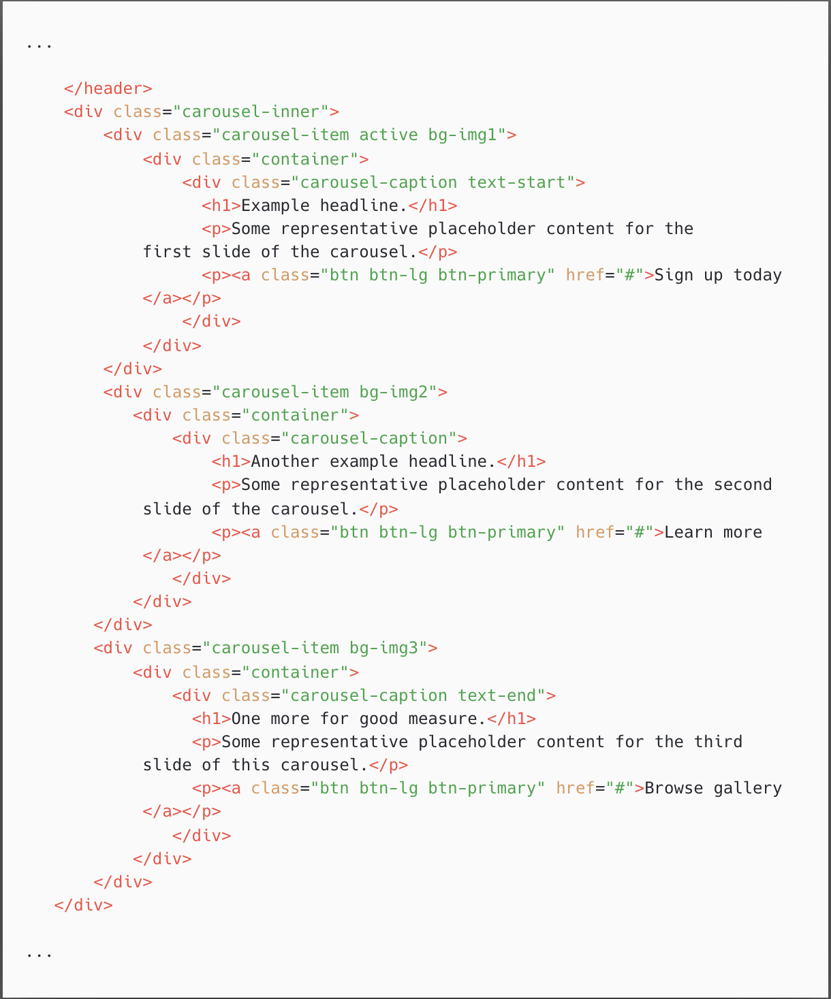 ...
</header>
<div class="carousel-inner">
<div class="carousel-item active bg-img1">
<div class="container">
<div class="carousel-caption text-start">
<h1>Example headline.</h1>
<p>Some representative placeholder content for the
first slide of the carousel.</p>
<p><a class="btn btn-lg btn-primary" href="#">Sign up today
</a></p>
</div>
</div>
</div>
<div class="carousel-item bg-img2">
<div class="container">
<div class="carousel-caption">
<h1>Another example headline.</h1>
<p>Some representative placeholder content for the second
slide of the carousel.</p>
<p><a class="btn btn-lg btn-primary" href="#">Learn more
</a></p>
</div>
</div>
</div>
<div class="carousel-item bg-img3">
<div class="container">
<div class="carousel-caption text-end">
<h1>One more for good measure.</h1>
<p>Some representative placeholder content for the third
slide of this carousel.</p>
<p><a class="btn btn-lg btn-primary" href="#">Browse gallery
</a></p>
</div>
</div>
</div>
</div>
...